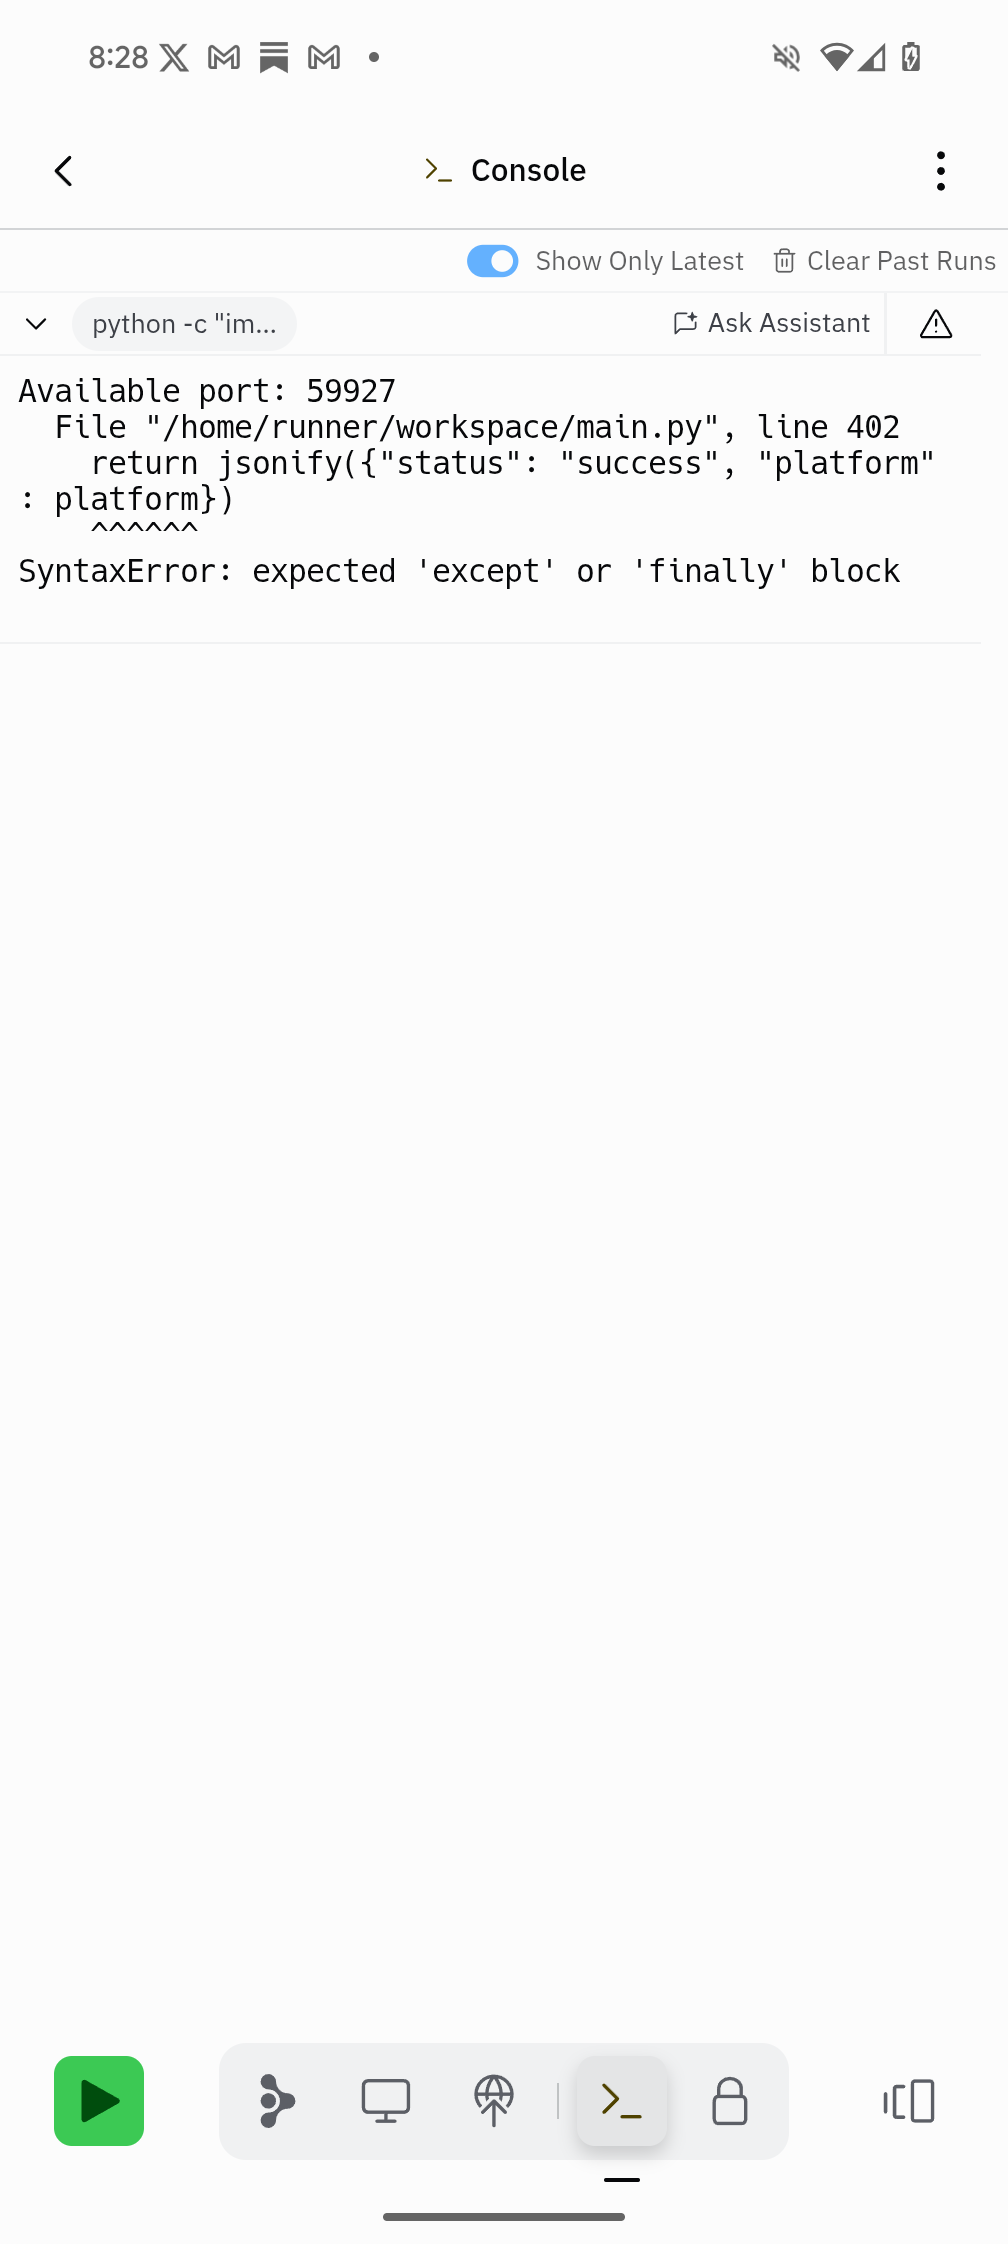 8:28
Console
Show Only Latest Clear Past Runs
python -c "im... Ask Assistant
Available port: 59927
  File "/home/runner/workspace/main.py", line 402
    return jsonify({"status": "success", "platform"
: platform})
    ^^^^^^
SyntaxError: expected 'except' or 'finally' block